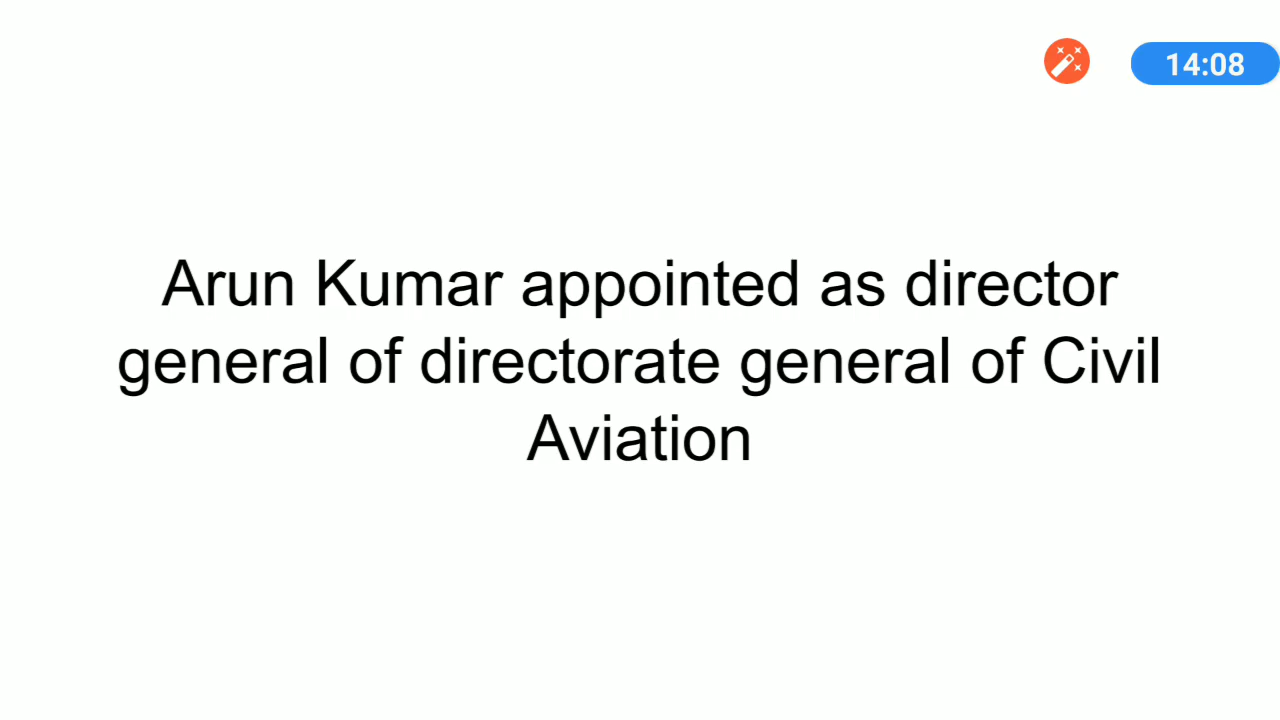 14:08
Arun Kumar appointed as director
general of directorate general of Civil
Aviation